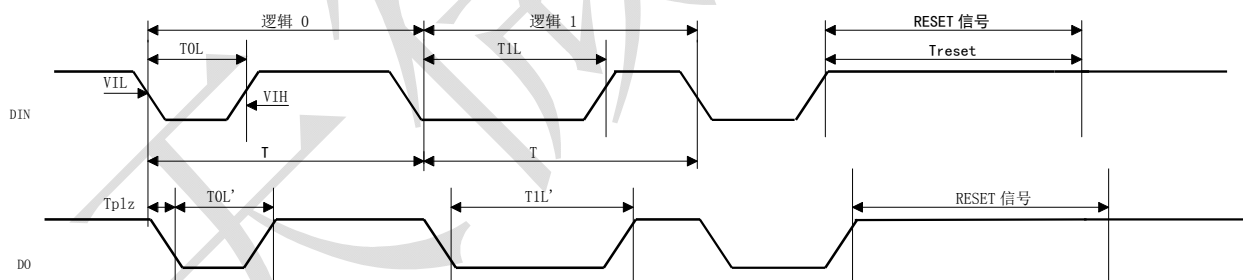 逻辑 0 逻辑 1 RESET 信号
T0L T1L Treset
VIL
VIH
DIN
T T
Tplz T0L' T1L' RESET 信号
DO